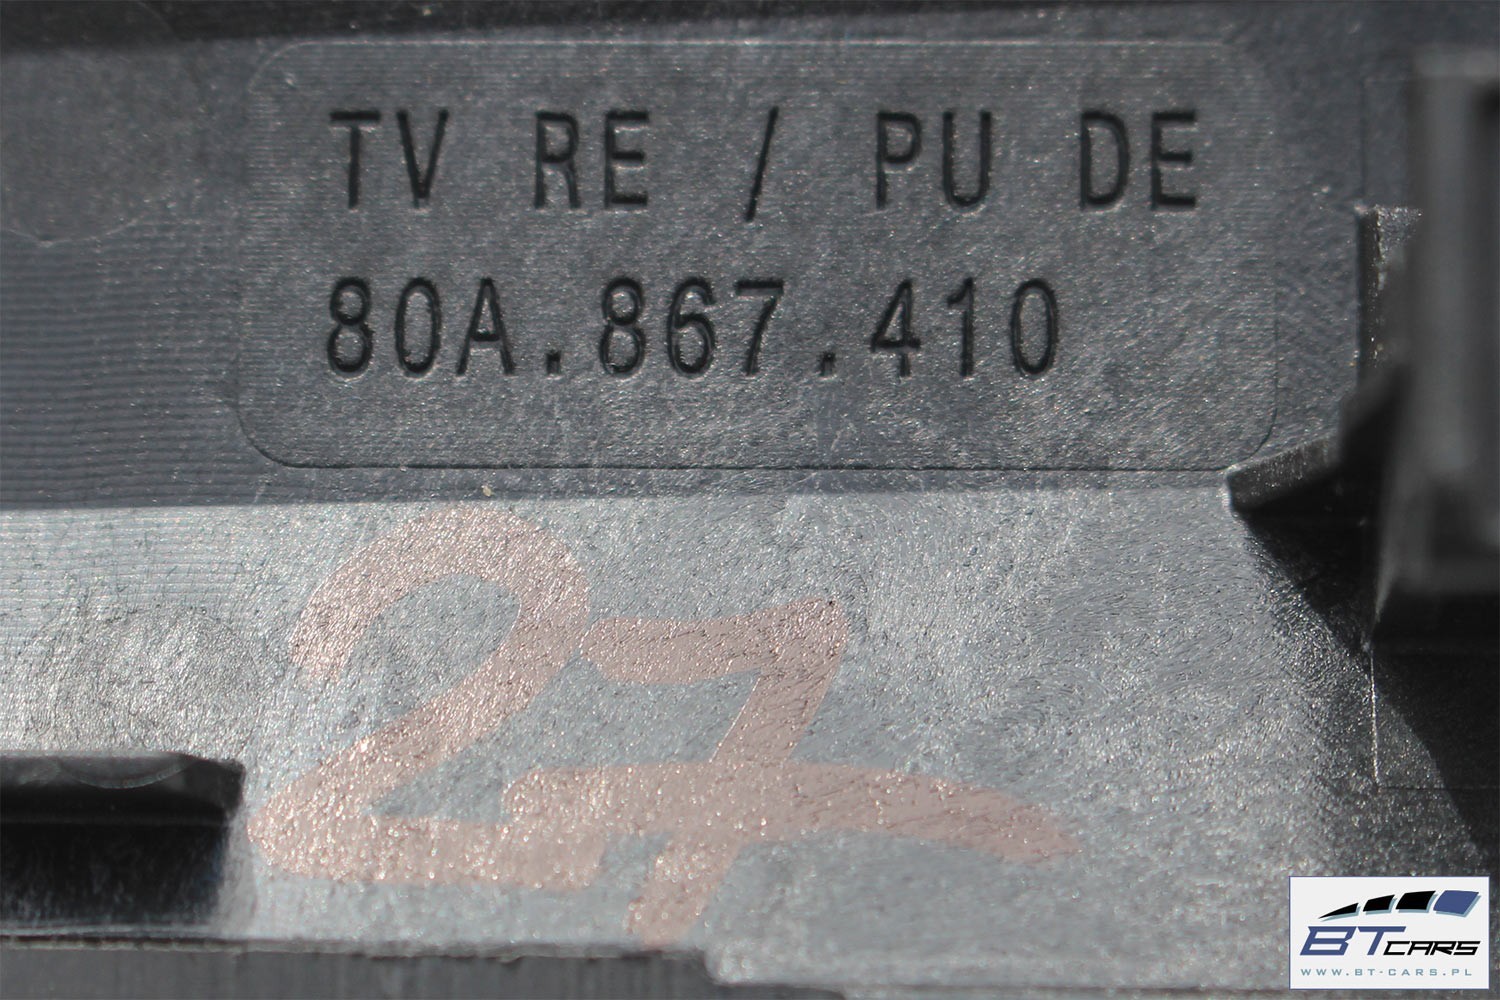 TV RE / PU DE
80A.867.410
27
BTCARS
WWW.BT-CARS.PL